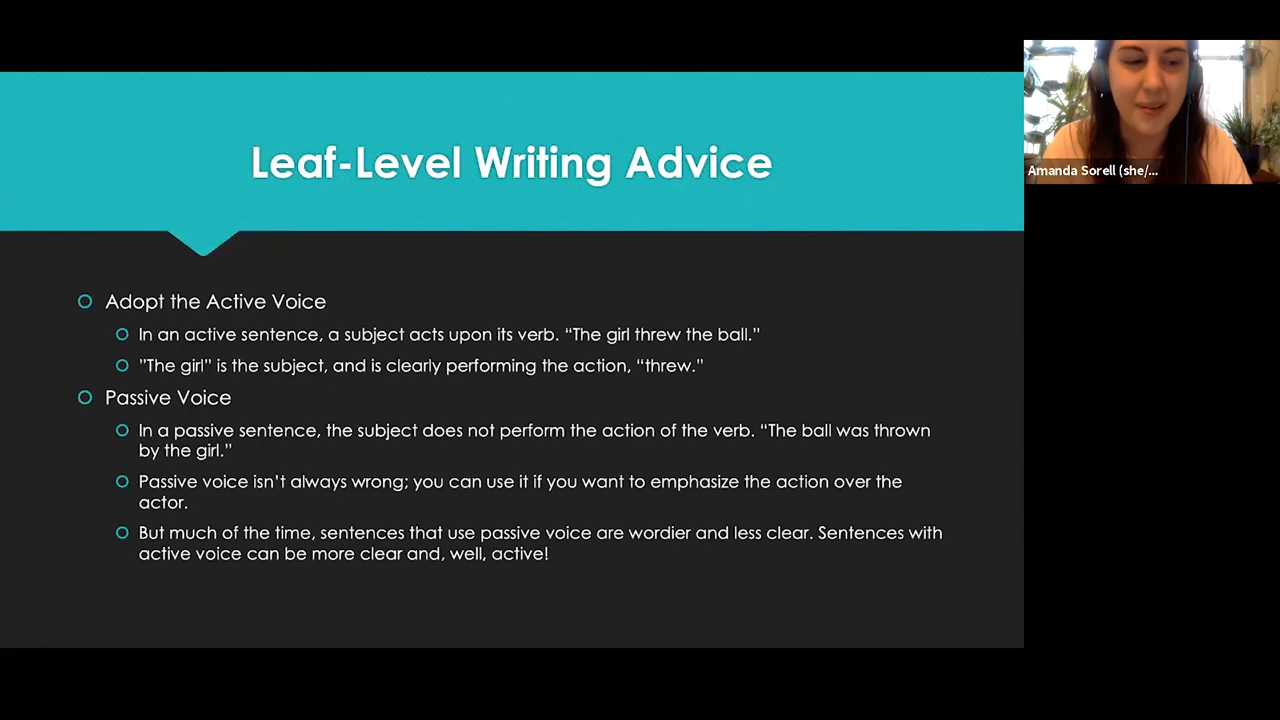 Leaf-Level Writing Advice
Amanda Sorell (she/...
Adopt the Active Voice
In an active sentence, a subject acts upon its verb. “The girl threw the ball.”
”The girl” is the subject, and is clearly performing the action, “threw.”
Passive Voice
In a passive sentence, the subject does not perform the action of the verb. “The ball was thrown
by the girl.”
Passive voice isn’t always wrong; you can use it if you want to emphasize the action over the
actor.
But much of the time, sentences that use passive voice are wordier and less clear. Sentences with
active voice can be more clear and, well, active!